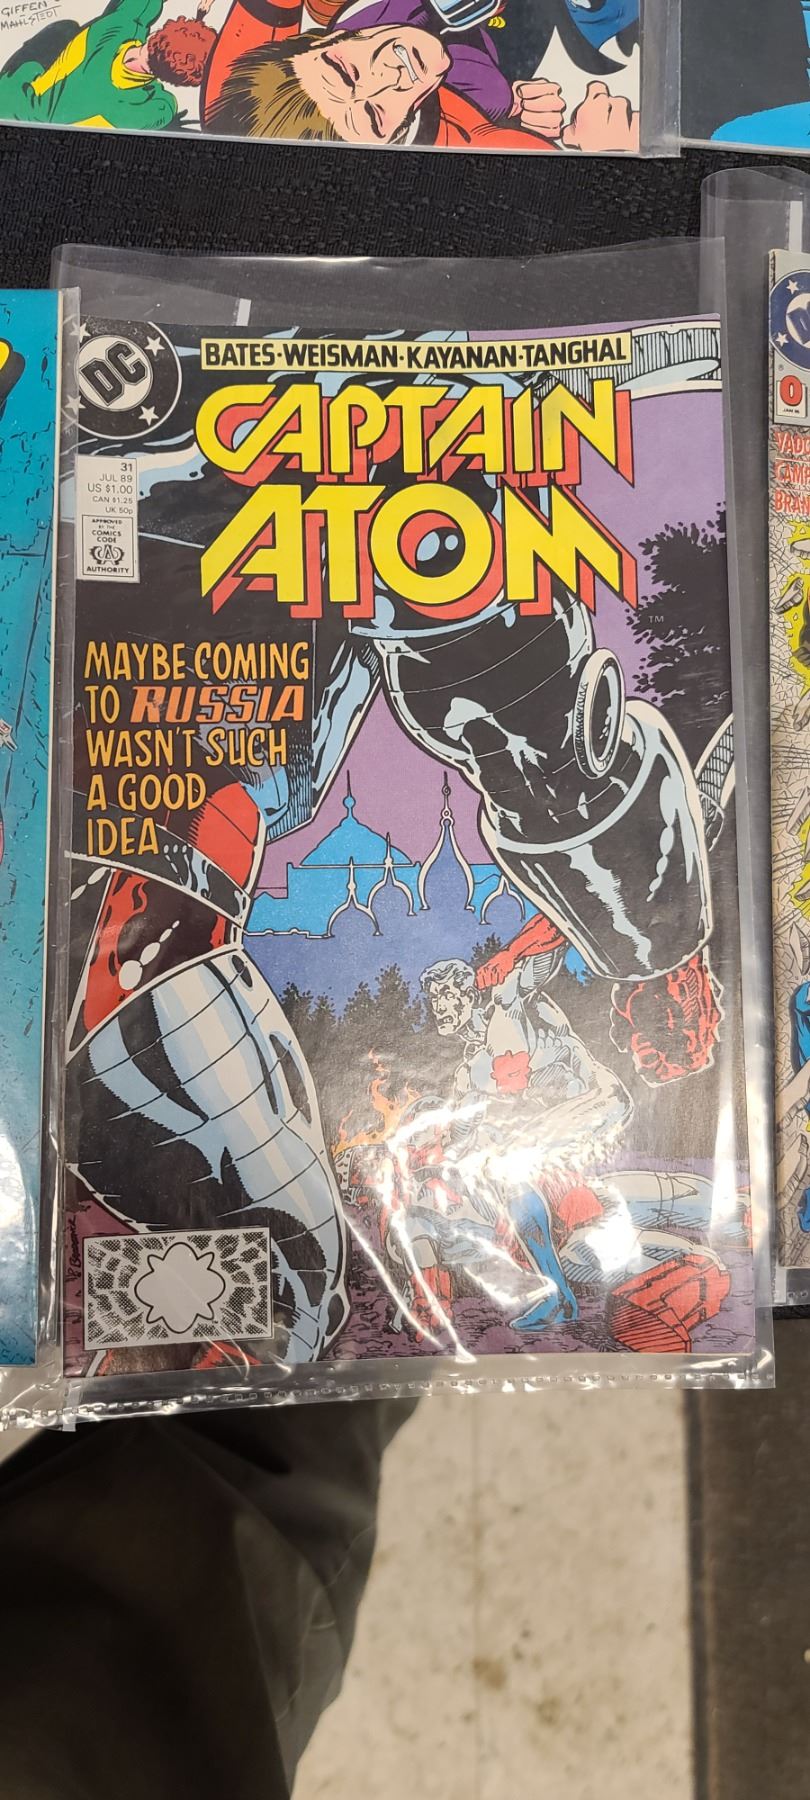 GIFFEN
MAHLSTEDT
BATES·WEISMAN·KAYANAN·TANGHAL
DC
CAPTAIN
ATOM
TM
31
JUL 89
US $1.00
CAN $1.25
UK 50p
APPROVED
BY THE
COMICS
CODE
CA
AUTHORITY
MAYBE COMING
TO RUSSIA
WASN'T SUCH
A GOOD
IDEA...
0